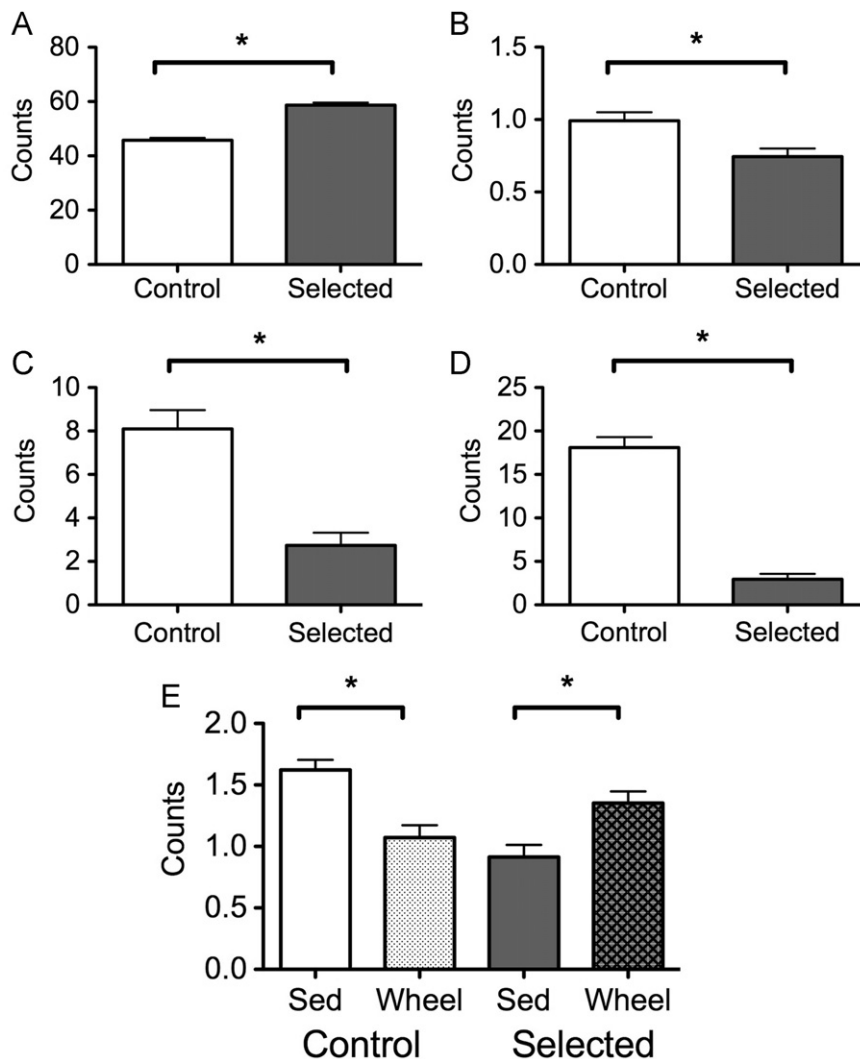 A
*
80
60
40
20
0
Counts
Control Selected
B
*
1.5
1.0
0.5
0.0
Counts
Control Selected
C
*
10
8
6
4
2
0
Counts
Control Selected
D
*
25
20
15
10
5
0
Counts
Control Selected
E
* *
2.0
1.5
1.0
0.5
0.0
Counts
Sed Wheel Sed Wheel
Control Selected